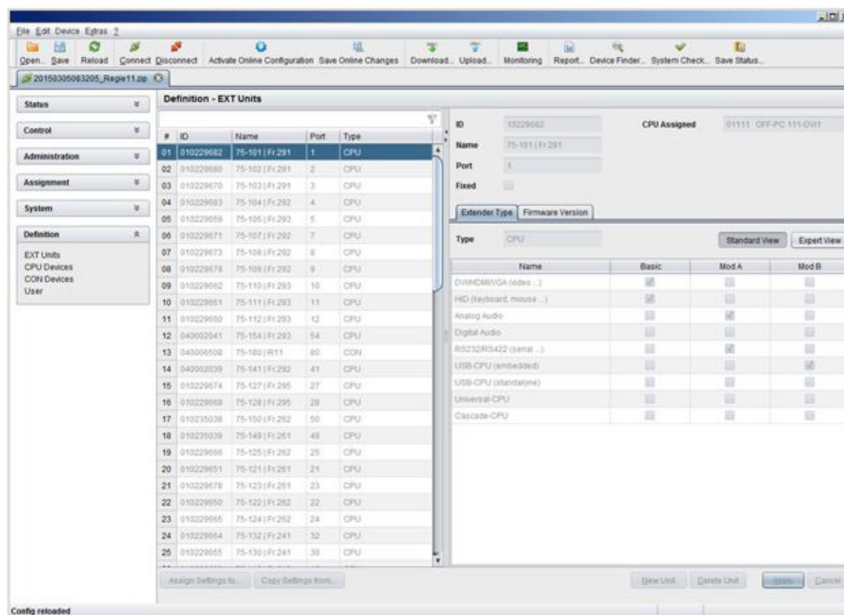 File Edit Device Extras ?
Open... Save Reload Connect Disconnect Activate Online Configuration Save Online Changes Download... Upload... Monitoring Report... Device Finder... System Check... Save Status...
20150305083205_Regie11.zip
Status
Control
Administration
Assignment
System
Definition
EXT Units
CPU Devices
CON Devices
User
Definition - EXT Units
# ID Name Port Type
01 010229682 75-101 | Fr.291 1 CPU
02 010229680 75-102 | Fr.291 2 CPU
03 010229670 75-103 | Fr.291 3 CPU
04 010229683 75-104 | Fr.292 4 CPU
05 010229659 75-105 | Fr.293 5 CPU
06 010229671 75-107 | Fr.292 7 CPU
07 010229673 75-108 | Fr.292 8 CPU
08 010229679 75-109 | Fr.292 9 CPU
09 010229662 75-110 | Fr.293 10 CPU
10 010229661 75-111 | Fr.293 11 CPU
11 010229660 75-112 | Fr.293 12 CPU
12 040002041 75-154 | Fr.293 54 CPU
13 040006508 75-180 | R11 80 CON
14 040002039 75-141 | Fr.292 41 CPU
15 010229674 75-127 | Fr.295 27 CPU
16 010229669 75-128 | Fr.295 28 CPU
17 010235038 75-150 | Fr.262 50 CPU
18 010235039 75-149 | Fr.261 49 CPU
19 010229666 75-125 | Fr.262 25 CPU
20 010229651 75-121 | Fr.261 21 CPU
21 010229678 75-123 | Fr.261 23 CPU
22 010229650 75-122 | Fr.262 22 CPU
23 010229665 75-124 | Fr.262 24 CPU
24 010229664 75-132 | Fr.241 32 CPU
25 010229655 75-130 | Fr.241 30 CPU
Assign Settings to... Copy Settings from...
ID 10229682 CPU Assigned 01111 OFF-PC 111-DVI1
Name 75-101 | Fr.291
Port 1
Fixed
Extender Type Firmware Version
Type CPU Standard View Expert View
Name Basic Mod A Mod B
DVI/HDMI/VGA (video ...)
HID (keyboard, mouse ...)
Analog Audio
Digital Audio
RS232/RS422 (serial ...)
USB-CPU (embedded)
USB-CPU (standalone)
Universal-CPU
Cascade-CPU
New Unit Delete Unit Apply Cancel
Config reloaded